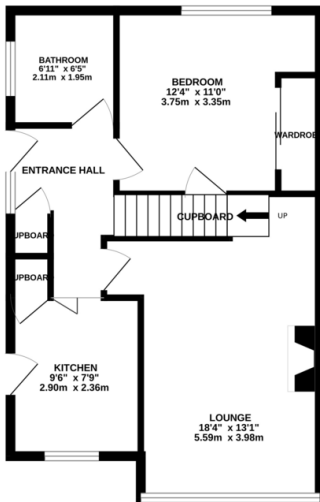 BATHROOM
6'11" x 6'5"
2.11m x 1.95m
BEDROOM
12'4" x 11'0"
3.75m x 3.35m
WARDROBE
ENTRANCE HALL
CUPBOARD
UP
UPBOAR
UPBOAR
KITCHEN
9'6" x 7'9"
2.90m x 2.36m
LOUNGE
18'4" x 13'1"
5.59m x 3.98m